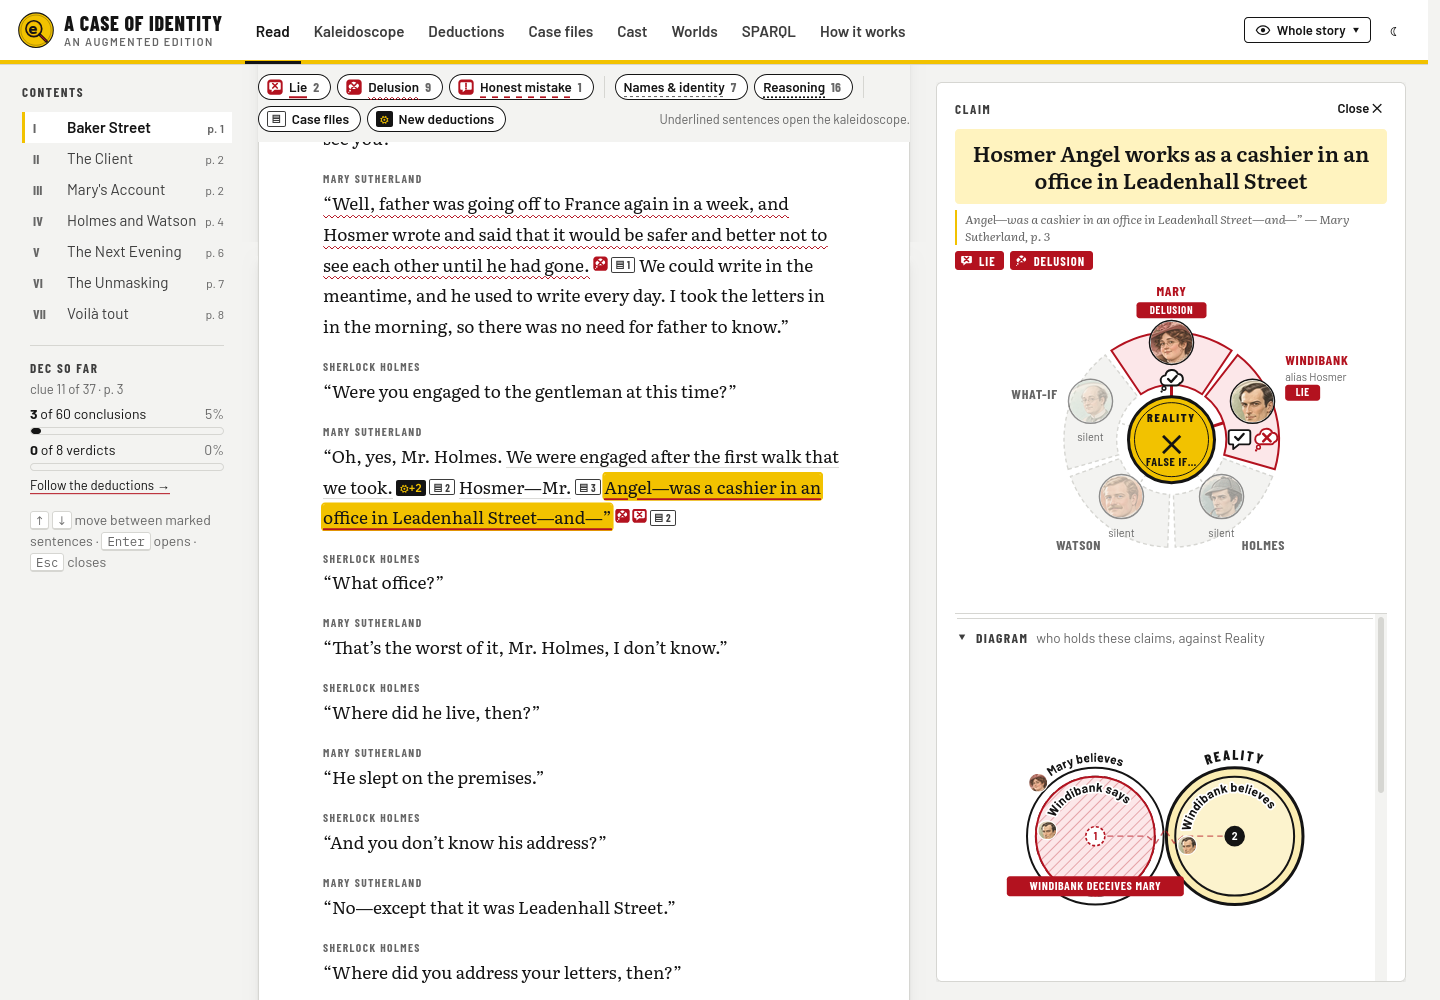 A CASE OF IDENTITY
AN AUGMENTED EDITION
Read
Kaleidoscope
Deductions
Case files
Cast
Worlds
SPARQL
How it works
Whole story ▼
CONTENTS
I Baker Street p. 1
II The Client p. 2
III Mary's Account p. 2
IV Holmes and Watson p. 4
V The Next Evening p. 6
VI The Unmasking p. 7
VII Voilà tout p. 8
DEC SO FAR
clue 11 of 37 · p. 3
3 of 60 conclusions 5%
0 of 8 verdicts 0%
Follow the deductions →
↑ ↓ move between marked
sentences · Enter opens ·
Esc closes
Lie 2
Delusion 9
Honest mistake 1
Names & identity 7
Reasoning 16
Case files
New deductions
Underlined sentences open the kaleidoscope.
see you?
MARY SUTHERLAND
“Well, father was going off to France again in a week, and
Hosmer wrote and said that it would be safer and better not to
see each other until he had gone. 1 We could write in the
meantime, and he used to write every day. I took the letters in
in the morning, so there was no need for father to know.”
SHERLOCK HOLMES
“Were you engaged to the gentleman at this time?”
MARY SUTHERLAND
“Oh, yes, Mr. Holmes. We were engaged after the first walk that
we took. +2 2 Hosmer—Mr. 3 Angel—was a cashier in an
office in Leadenhall Street—and—” 2
SHERLOCK HOLMES
“What office?”
MARY SUTHERLAND
“That’s the worst of it, Mr. Holmes, I don’t know.”
SHERLOCK HOLMES
“Where did he live, then?”
MARY SUTHERLAND
“He slept on the premises.”
SHERLOCK HOLMES
“And you don’t know his address?”
MARY SUTHERLAND
“No—except that it was Leadenhall Street.”
SHERLOCK HOLMES
“Where did you address your letters, then?”
CLAIM
Close ✕
Hosmer Angel works as a cashier in an
office in Leadenhall Street
Angel—was a cashier in an office in Leadenhall Street—and—” — Mary
Sutherland, p. 3
LIE
DELUSION
MARY
DELUSION
WINDIBANK
alias Hosmer
LIE
WHAT-IF
silent
REALITY
FALSE IF…
silent
WATSON
silent
HOLMES
▼ DIAGRAM who holds these claims, against Reality
Mary believes
Windibank says
1
REALITY
Windibank believes
2
WINDIBANK DECEIVES MARY